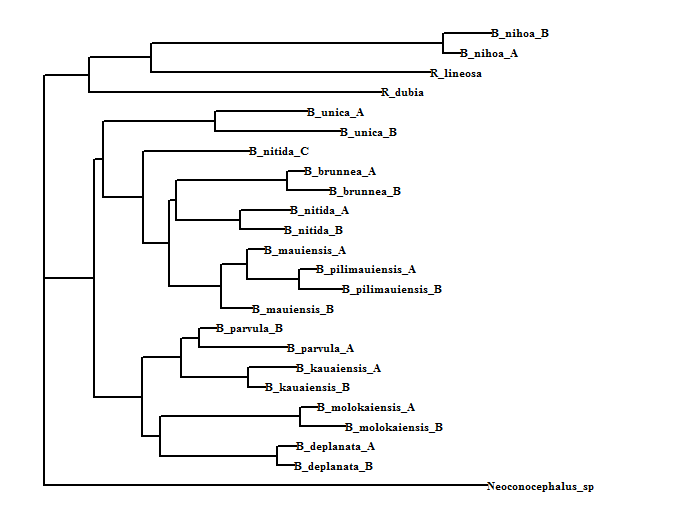 B_nihoa_B
B_nihoa_A
R_lineosa
R_dubia
B_unica_A
B_unica_B
B_nitida_C
B_brunnea_A
B_brunnea_B
B_nitida_A
B_nitida_B
B_mauiensis_A
B_pilimauiensis_A
B_pilimauiensis_B
B_mauiensis_B
B_parvula_B
B_parvula_A
B_kauaiensis_A
B_kauaiensis_B
B_molokaiensis_A
B_molokaiensis_B
B_deplanata_A
B_deplanata_B
Neoconocephalus_sp